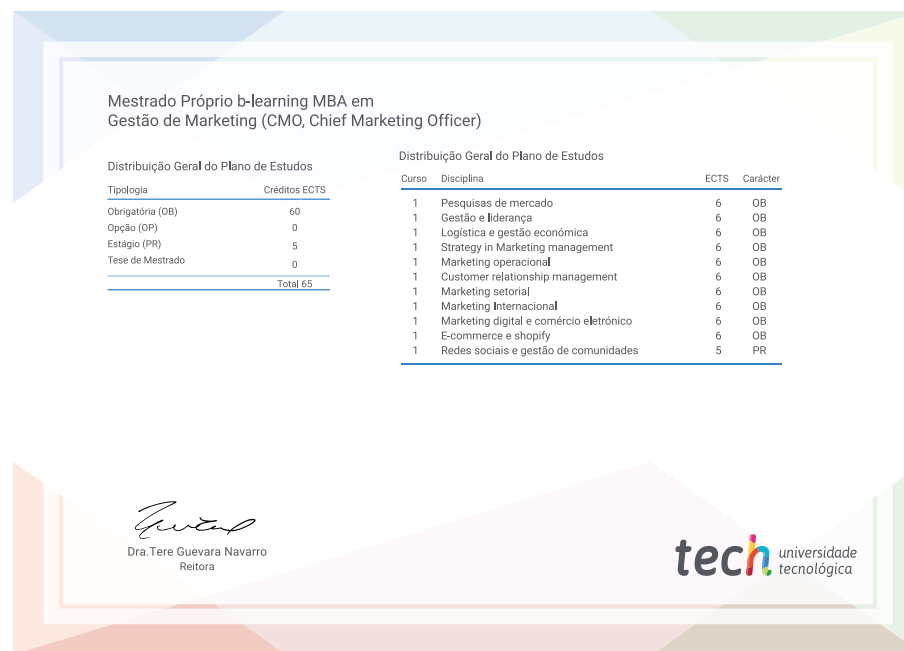 Mestrado Próprio b-learning MBA em
Gestão de Marketing (CMO, Chief Marketing Officer)
Distribuição Geral do Plano de Estudos
Tipologia Créditos ECTS
Obrigatória (OB) 60
Opção (OP) 0
Estágio (PR) 5
Tese de Mestrado 0
Total 65
Distribuição Geral do Plano de Estudos
Curso Disciplina ECTS Carácter
1 Pesquisas de mercado 6 OB
1 Gestão e liderança 6 OB
1 Logística e gestão económica 6 OB
1 Strategy in Marketing management 6 OB
1 Marketing operacional 6 OB
1 Customer relationship management 6 OB
1 Marketing setorial 6 OB
1 Marketing Internacional 6 OB
1 Marketing digital e comércio eletrónico 6 OB
1 E-commerce e shopify 6 OB
1 Redes sociais e gestão de comunidades 5 PR
Dra.Tere Guevara Navarro
Reitora
tech universidade
tecnológica